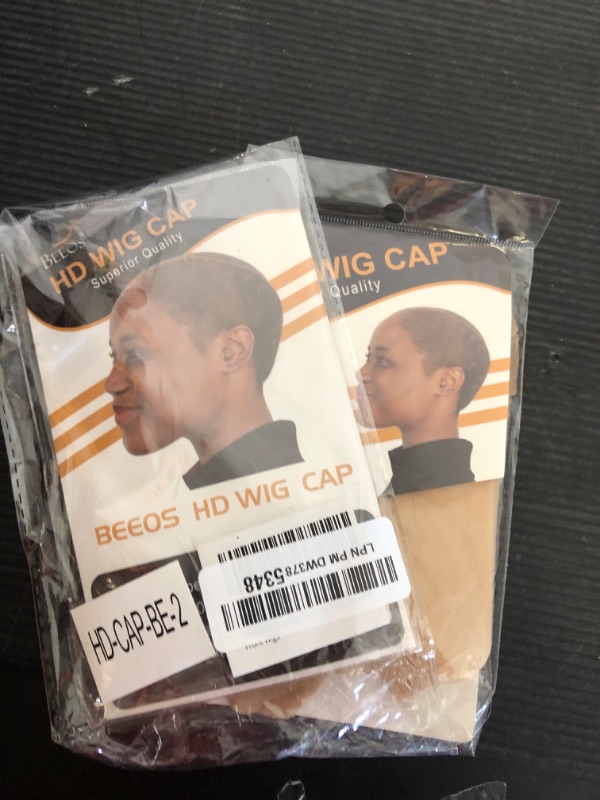 BEEOS
HD WIG CAP
Superior Quality
WIG CAP
Quality
BEEOS HD WIG CAP
LPN PM DW3785348
HD-CAP-BE-2